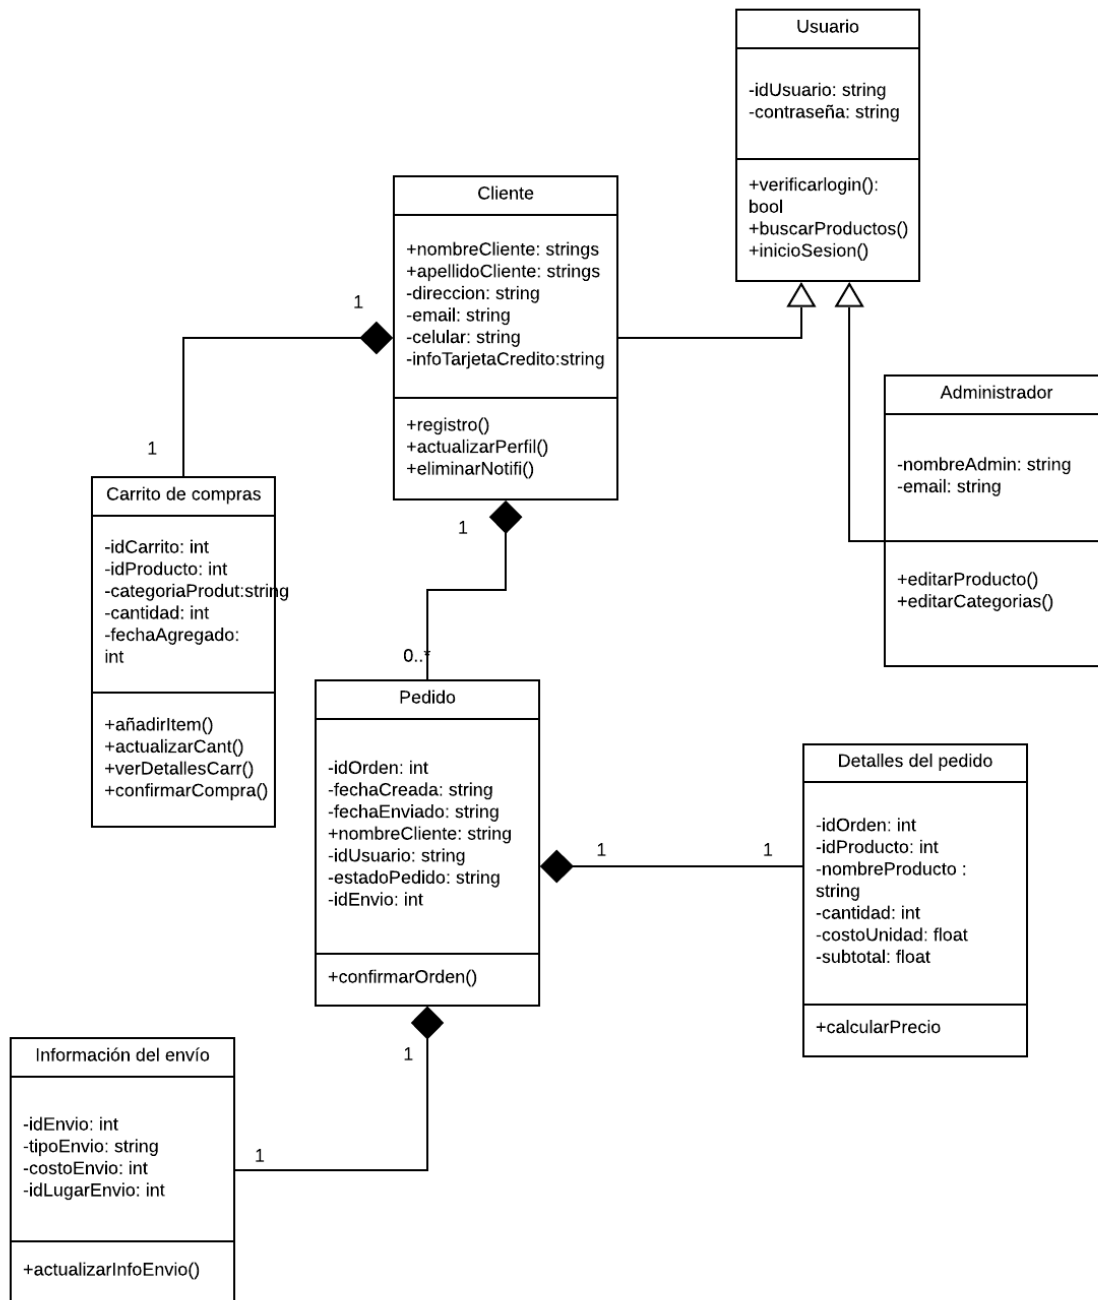 Usuario
-idUsuario: string
-contraseña: string
+verificarlogin():
bool
+buscarProductos()
+inicioSesion()
Cliente
+nombreCliente: strings
+apellidoCliente: strings
-direccion: string
-email: string
-celular: string
-infoTarjetaCredito:string
+registro()
+actualizarPerfil()
+eliminarNotifi()
1
1
1
0..*
Administrador
-nombreAdmin: string
-email: string
+editarProducto()
+editarCategorias()
Carrito de compras
-idCarrito: int
-idProducto: int
-categoriaProdut:string
-cantidad: int
-fechaAgregado:
int
+añadirItem()
+actualizarCant()
+verDetallesCarr()
+confirmarCompra()
Pedido
-idOrden: int
-fechaCreada: string
-fechaEnviado: string
+nombreCliente: string
-idUsuario: string
-estadoPedido: string
-idEnvio: int
+confirmarOrden()
1
1
Detalles del pedido
-idOrden: int
-idProducto: int
-nombreProducto :
string
-cantidad: int
-costoUnidad: float
-subtotal: float
+calcularPrecio
1
1
Información del envío
-idEnvio: int
-tipoEnvio: string
-costoEnvio: int
-idLugarEnvio: int
+actualizarInfoEnvio()